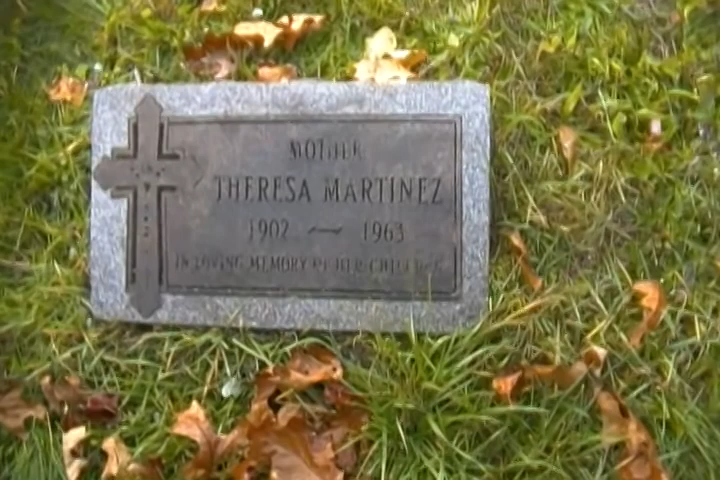 MOTHER
THERESA MARTINEZ
1902 ~ 1963
IN LOVING MEMORY OF HER CHILDREN